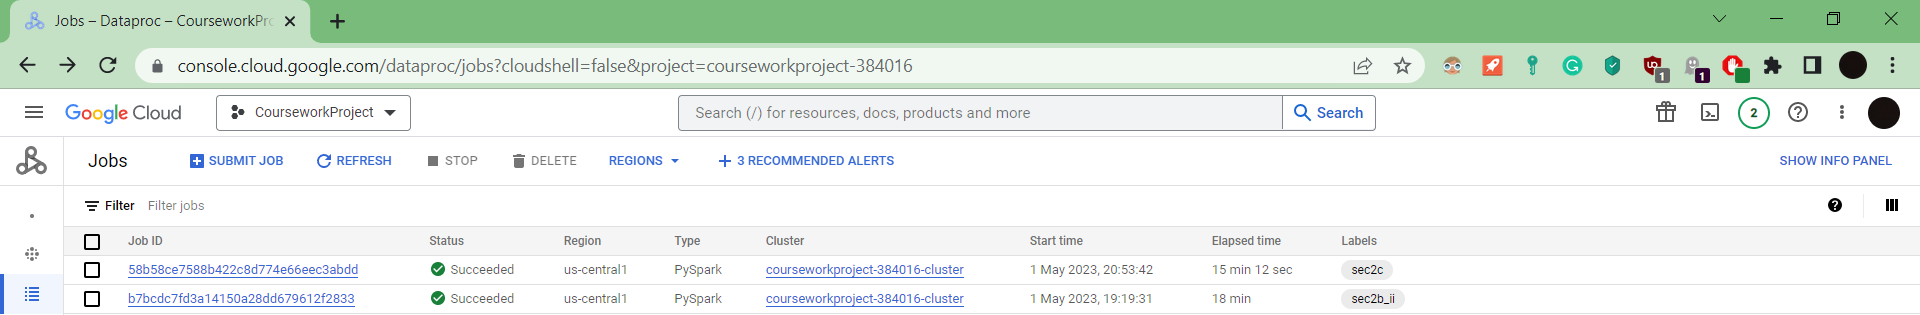 Jobs – Dataproc – CourseworkPro
console.cloud.google.com/dataproc/jobs?cloudshell=false&project=courseworkproject-384016
1 1
Google Cloud CourseworkProject Search (/) for resources, docs, products and more Search 2
Jobs SUBMIT JOB REFRESH STOP DELETE REGIONS 3 RECOMMENDED ALERTS SHOW INFO PANEL
Filter Filter jobs
Job ID Status Region Type Cluster Start time Elapsed time Labels
58b58ce7588b422c8d774e66eec3abdd Succeeded us-central1 PySpark courseworkproject-384016-cluster 1 May 2023, 20:53:42 15 min 12 sec sec2c
b7bcdc7fd3a14150a28dd679612f2833 Succeeded us-central1 PySpark courseworkproject-384016-cluster 1 May 2023, 19:19:31 18 min sec2b_ii